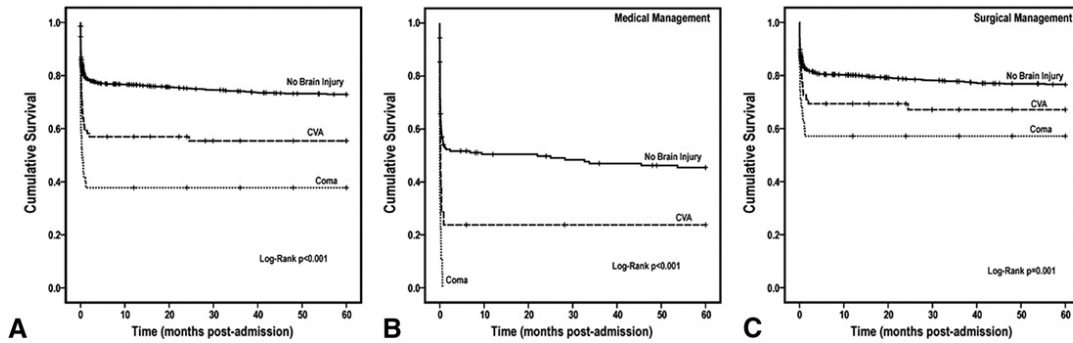 Cumulative Survival
1.0
0.8
0.6
0.4
0.2
0.0
No Brain Injury
CVA
Coma
Log-Rank p<0.001
0 10 20 30 40 50 60
Time (months post-admission)
A
Medical Management
Cumulative Survival
1.0
0.8
0.6
0.4
0.2
0.0
No Brain Injury
CVA
Coma
Log-Rank p<0.001
0 10 20 30 40 50 60
Time (months post-admission)
B
Surgical Management
Cumulative Survival
1.0
0.8
0.6
0.4
0.2
0.0
No Brain Injury
CVA
Coma
Log-Rank p=0.001
0 10 20 30 40 50 60
Time (months post-admission)
C